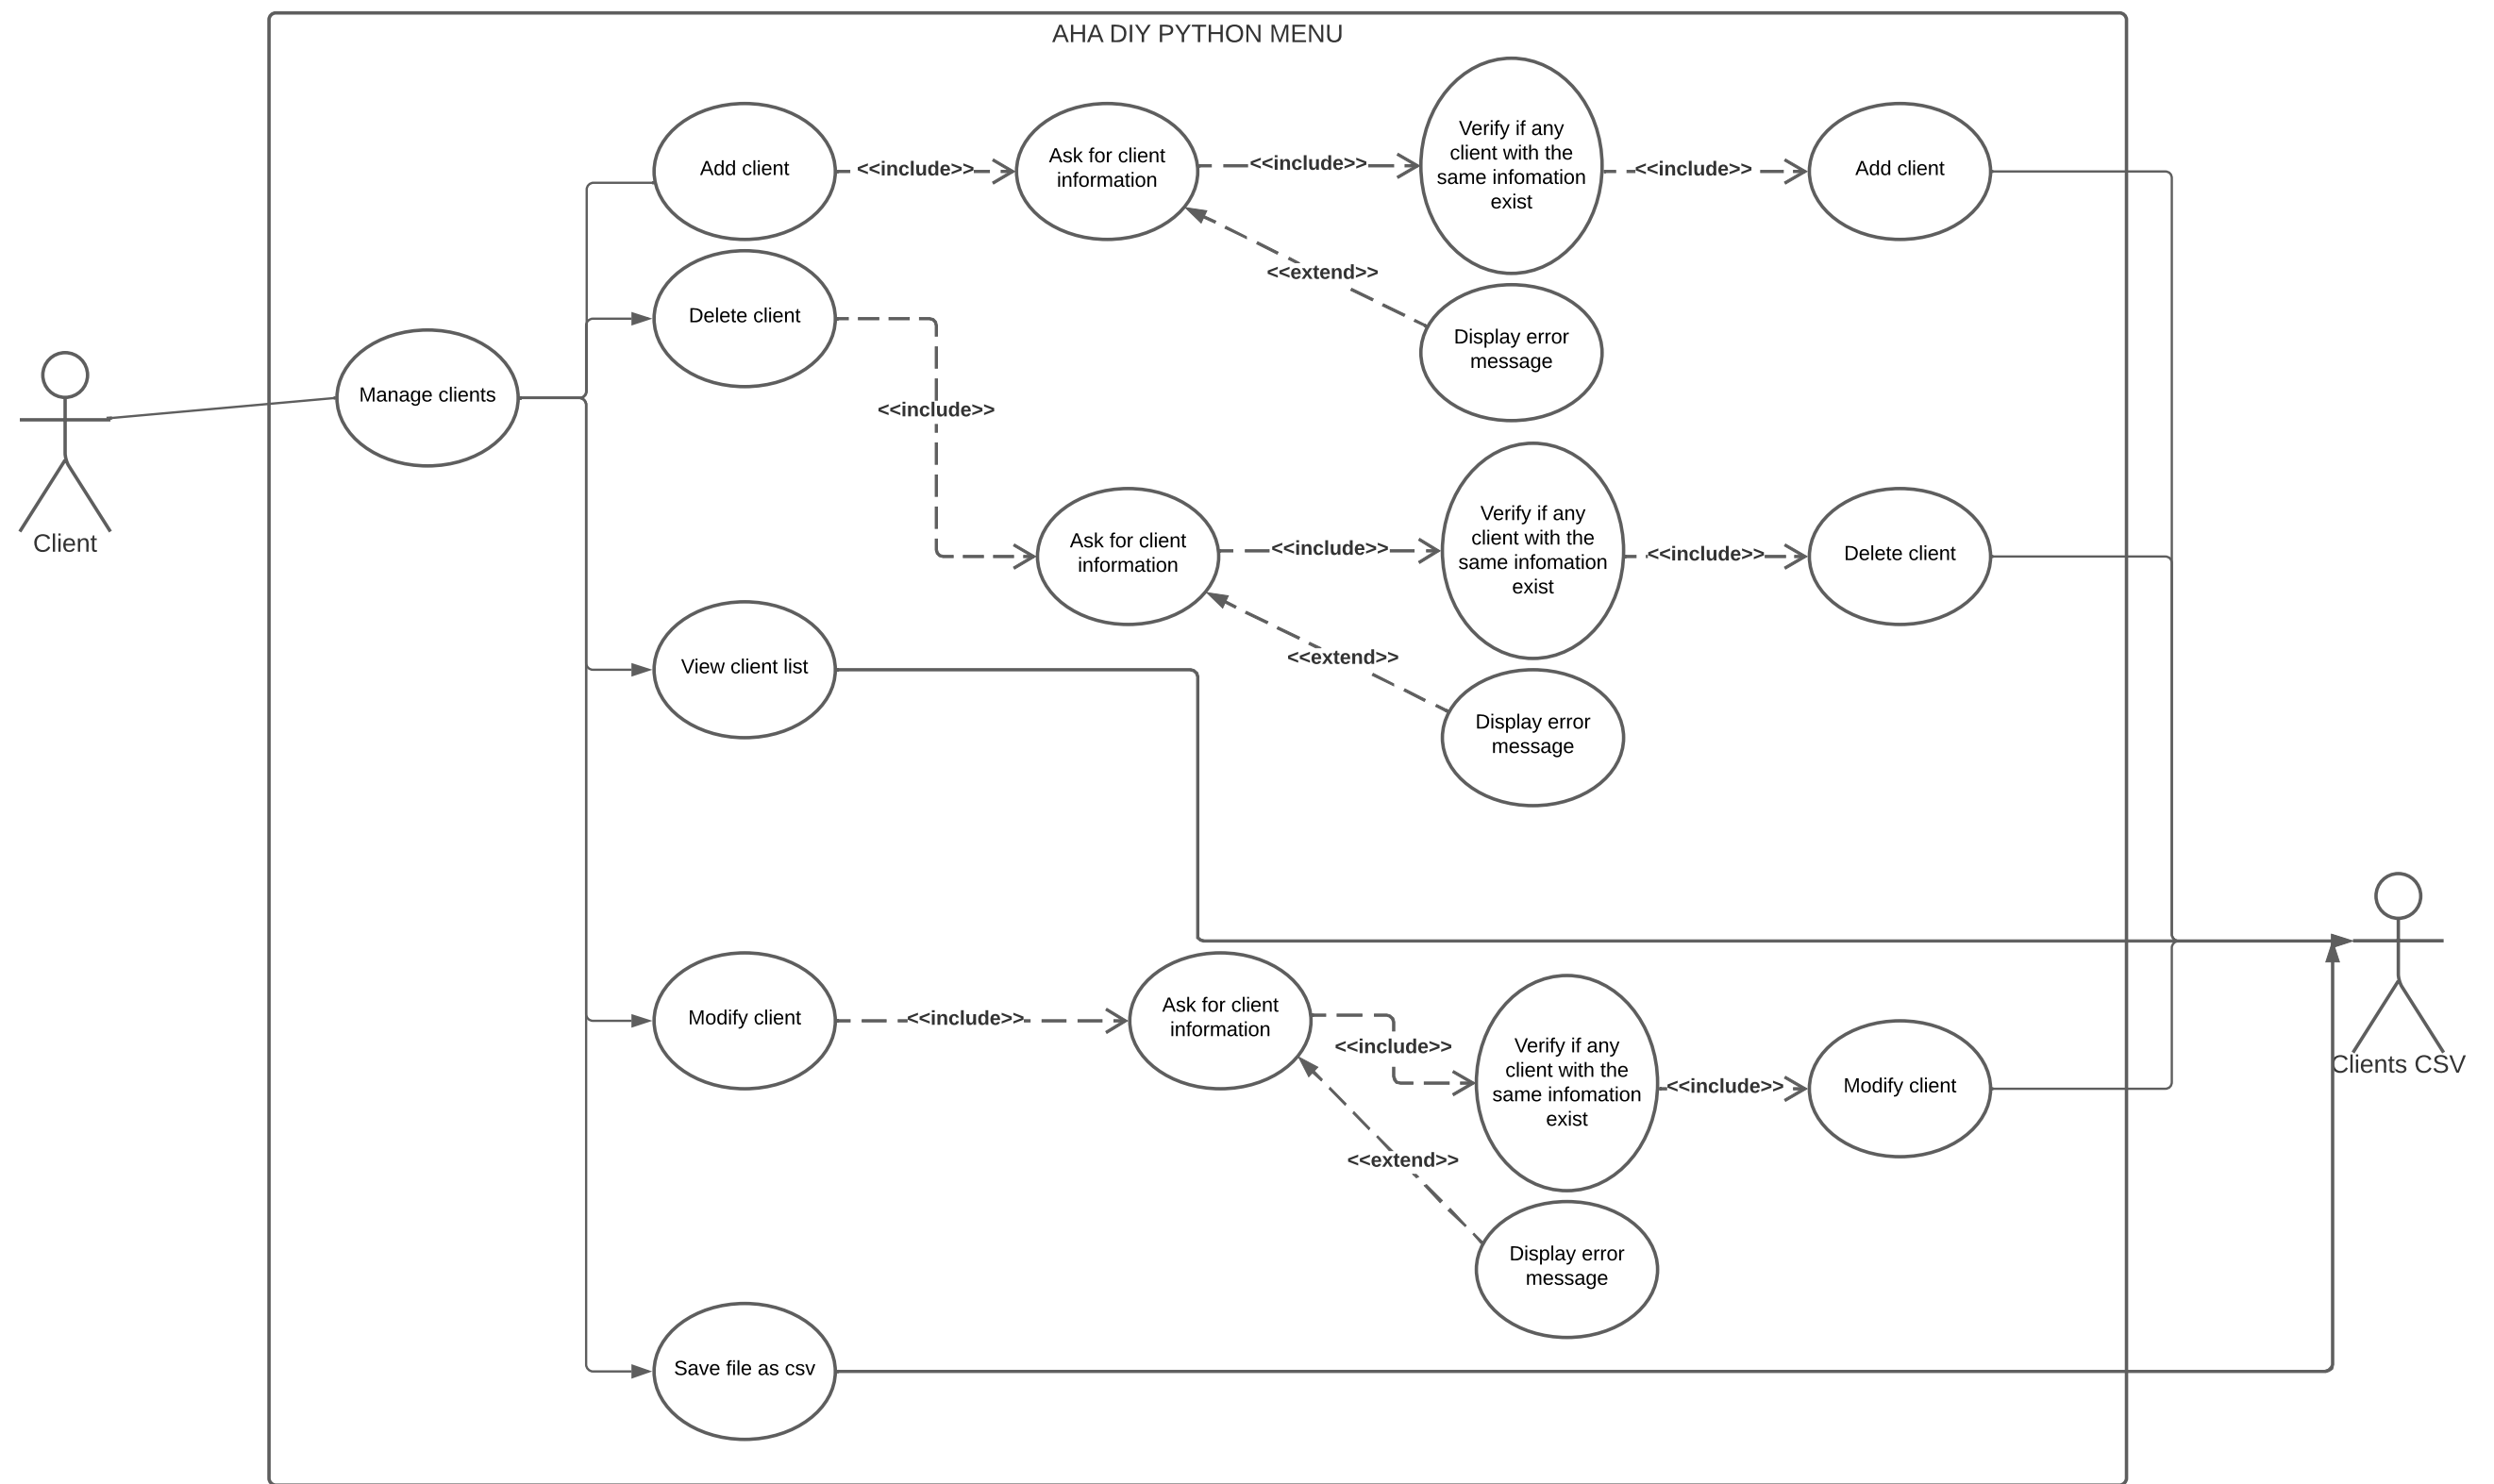 AHA DIY PYTHON MENU
Add client
<<include>>
Ask for client
information
<<include>>
Verify if any
client with the
same infomation
exist
<<include>>
Add client
<<extend>>
Display error
message
Delete client
<<include>>
Manage clients
Client
Ask for client
information
<<include>>
Verify if any
client with the
same infomation
exist
<<include>>
Delete client
<<extend>>
Display error
message
View client list
Clients CSV
Modify client
<<include>>
Ask for client
information
<<include>>
Verify if any
client with the
same infomation
exist
<<include>>
Modify client
<<extend>>
Display error
message
Save file as csv